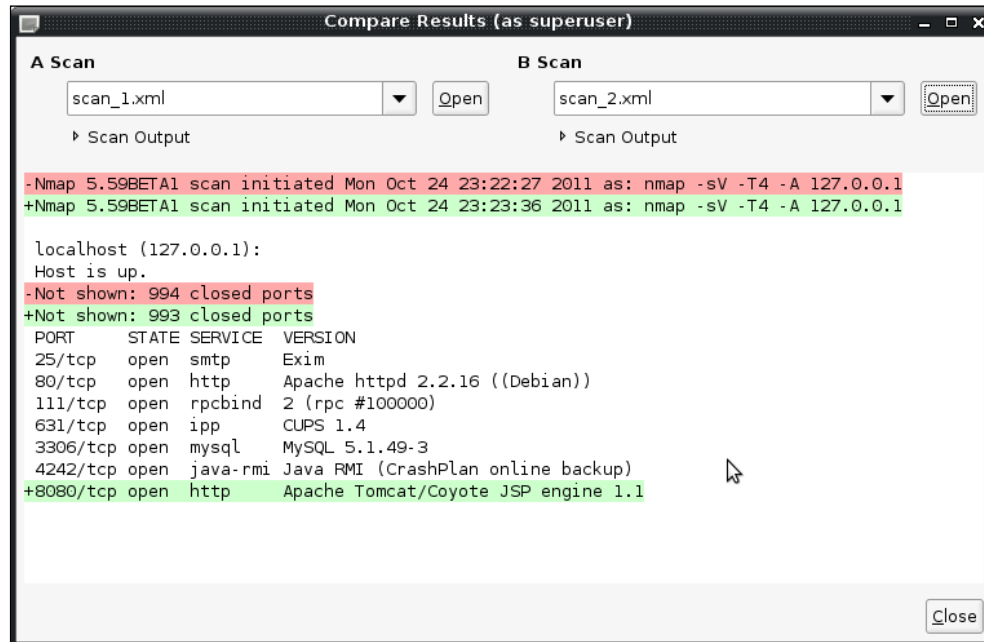 Compare Results (as superuser)
A Scan B Scan
scan_1.xml Open scan_2.xml Open
Scan Output Scan Output
-Nmap 5.59BETA1 scan initiated Mon Oct 24 23:22:27 2011 as: nmap -sV -T4 -A 127.0.0.1
+Nmap 5.59BETA1 scan initiated Mon Oct 24 23:23:36 2011 as: nmap -sV -T4 -A 127.0.0.1
localhost (127.0.0.1):
Host is up.
-Not shown: 994 closed ports
+Not shown: 993 closed ports
PORT STATE SERVICE VERSION
25/tcp open smtp Exim
80/tcp open http Apache httpd 2.2.16 ((Debian))
111/tcp open rpcbind 2 (rpc #100000)
631/tcp open ipp CUPS 1.4
3306/tcp open mysql MySQL 5.1.49-3
4242/tcp open java-rmi Java RMI (CrashPlan online backup)
+8080/tcp open http Apache Tomcat/Coyote JSP engine 1.1
Close